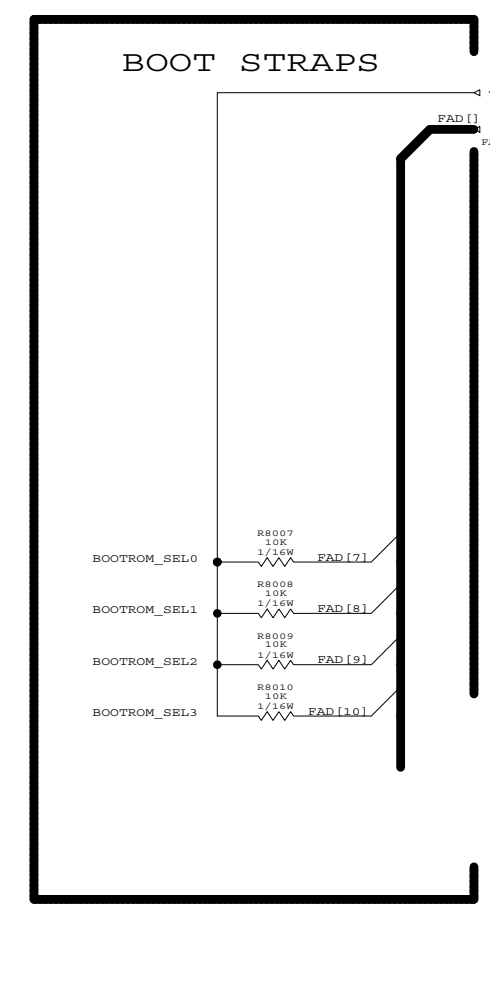 BOOT STRAPS
FAD[]
R8007
10K
1/16W
BOOTROM_SEL0
FAD[7]
R8008
10K
1/16W
BOOTROM_SEL1
FAD[8]
R8009
10K
1/16W
BOOTROM_SEL2
FAD[9]
R8010
10K
1/16W
BOOTROM_SEL3
FAD[10]